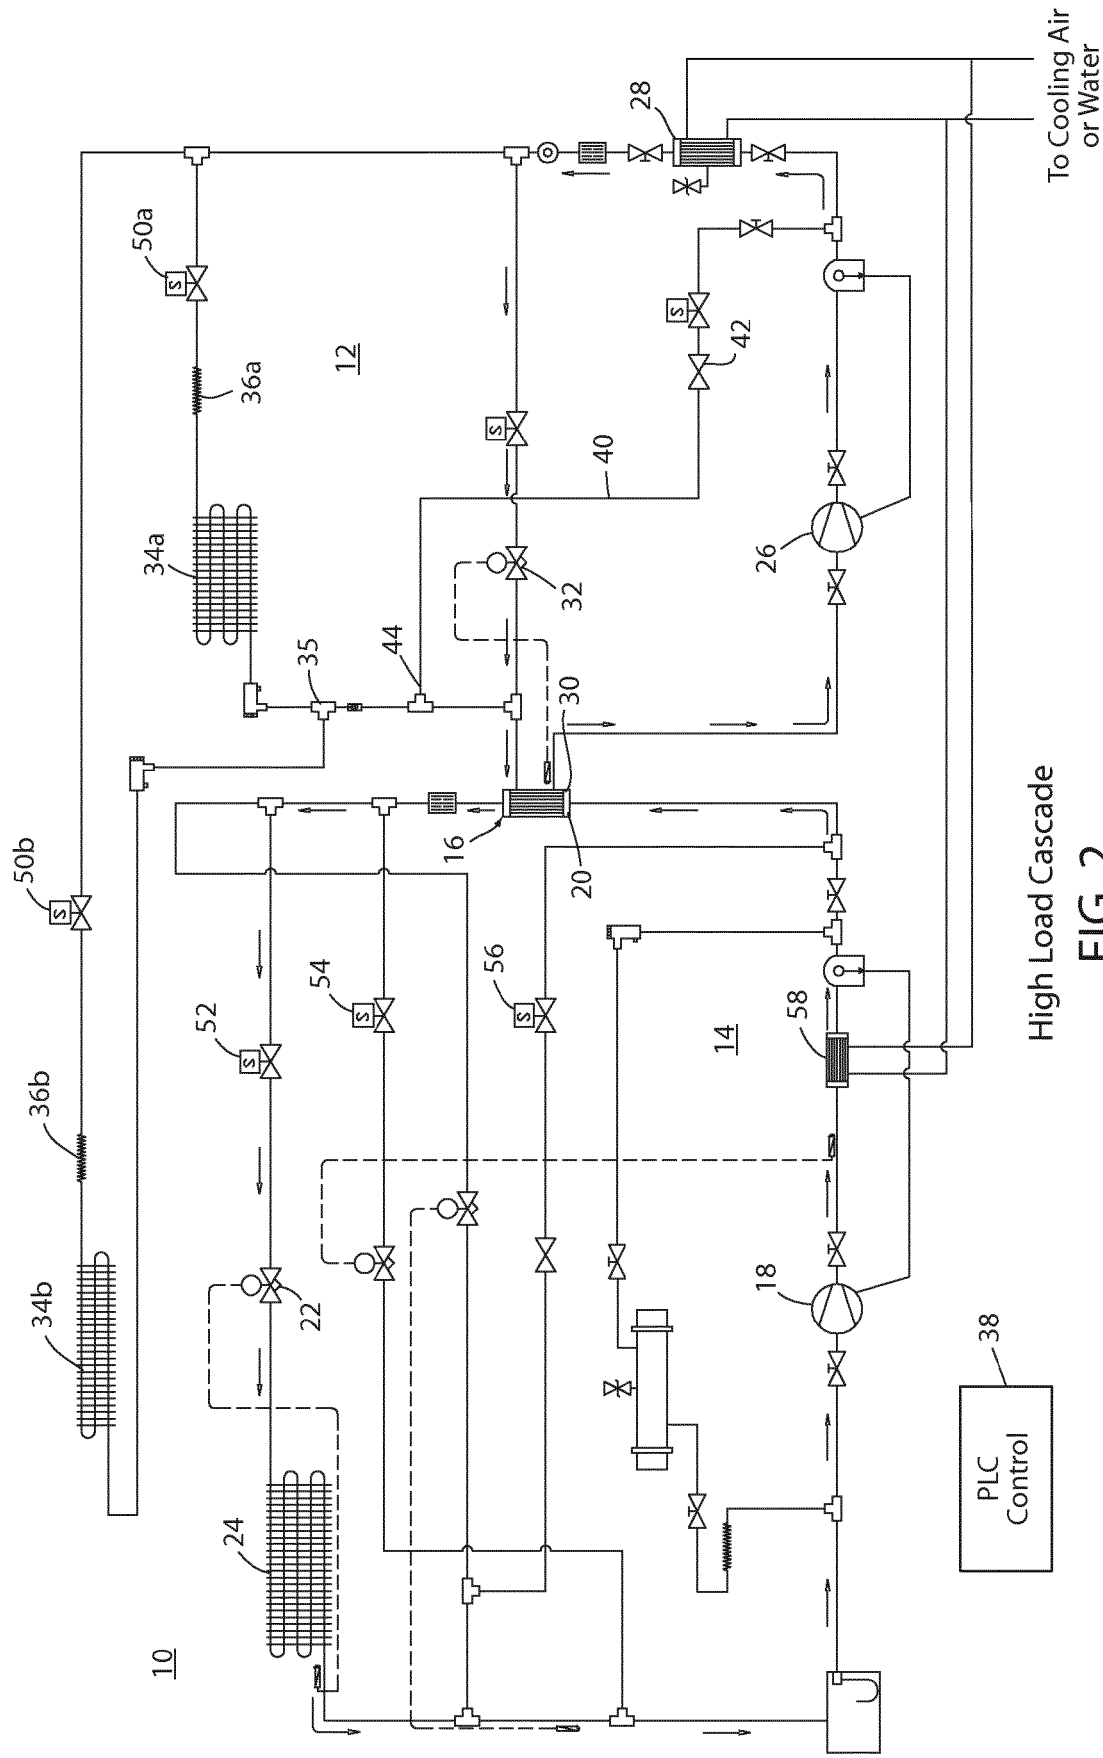 50b
S
34b
36b
50a
S
34a
10
52
S
24
36a
35
22
54
S
12
44
16
56
S
S
30
32
20
40
28
S
14
42
18
26
58
38
PLC
Control
To Cooling Air
or Water
High Load Cascade
FIG. 2